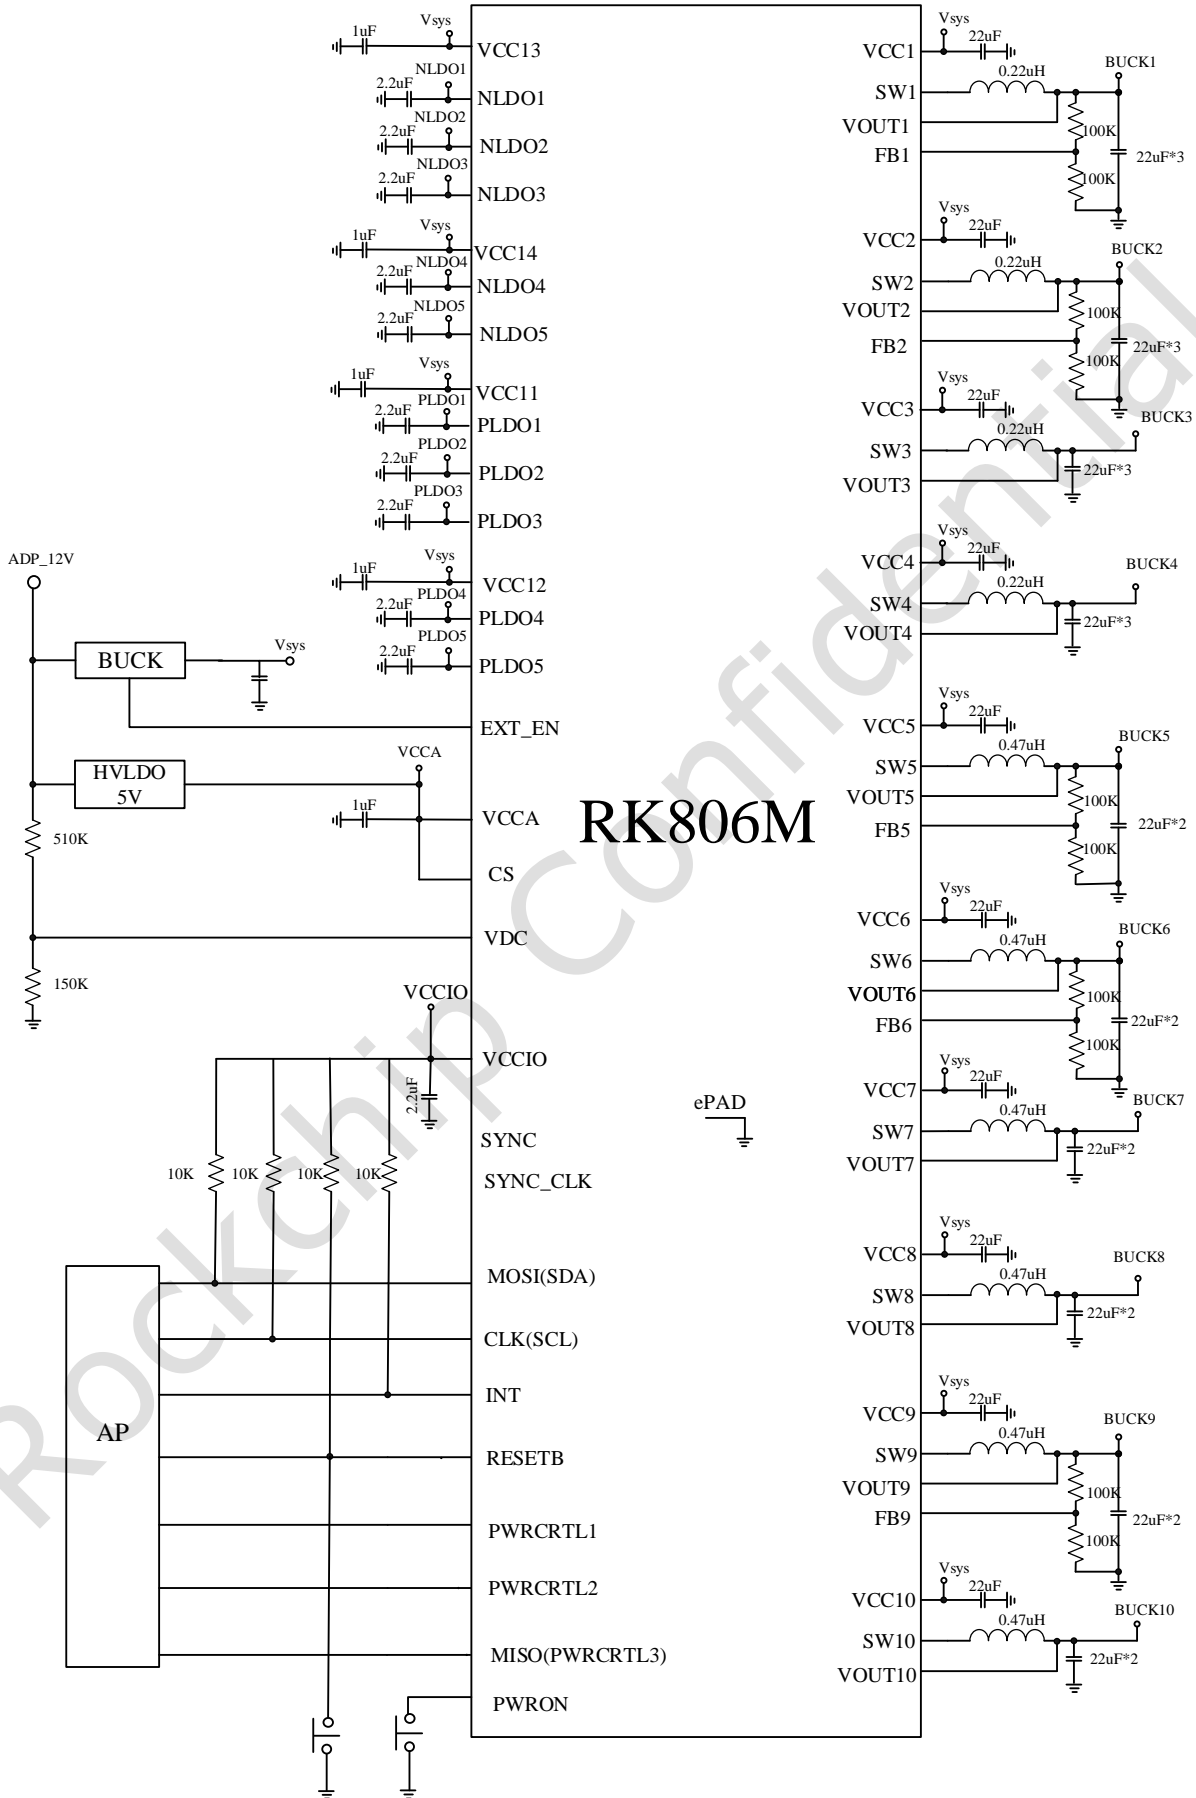 Vsys
1uF
VCC13
NLDO1
2.2uF
NLDO1
NLDO2
2.2uF
NLDO2
NLDO3
2.2uF
NLDO3
Vsys
1uF
VCC14
NLDO4
2.2uF
NLDO4
NLDO5
2.2uF
NLDO5
Vsys
1uF
VCC11
PLDO1
2.2uF
PLDO1
PLDO2
2.2uF
PLDO2
PLDO3
2.2uF
PLDO3
Vsys
1uF
VCC12
PLDO4
2.2uF
PLDO4
PLDO5
2.2uF
PLDO5
ADP_12V
BUCK
Vsys
EXT_EN
HVLDO
5V
VCCA
1uF
VCCA
510K
CS
VDC
150K
VCCIO
VCCIO
2.2uF
SYNC
SYNC_CLK
10K
10K
10K
10K
AP
MOSI(SDA)
CLK(SCL)
INT
RESETB
PWRCRTL1
PWRCRTL2
MISO(PWRCRTL3)
PWRON
RK806M
ePAD
Vsys
22uF
VCC1
0.22uH
BUCK1
SW1
VOUT1
100K
FB1
22uF*3
100K
Vsys
22uF
VCC2
0.22uH
BUCK2
SW2
VOUT2
100K
FB2
22uF*3
100K
Vsys
22uF
VCC3
0.22uH
BUCK3
SW3
22uF*3
VOUT3
Vsys
22uF
VCC4
0.22uH
BUCK4
SW4
22uF*3
VOUT4
Vsys
22uF
VCC5
0.47uH
BUCK5
SW5
VOUT5
100K
FB5
22uF*2
100K
Vsys
22uF
VCC6
0.47uH
BUCK6
SW6
VOUT6
100K
FB6
22uF*2
100K
Vsys
22uF
VCC7
0.47uH
BUCK7
SW7
22uF*2
VOUT7
Vsys
22uF
VCC8
0.47uH
BUCK8
SW8
22uF*2
VOUT8
Vsys
22uF
VCC9
0.47uH
BUCK9
SW9
VOUT9
100K
FB9
22uF*2
100K
Vsys
22uF
VCC10
0.47uH
BUCK10
SW10
22uF*2
VOUT10
Rockchip Confidential